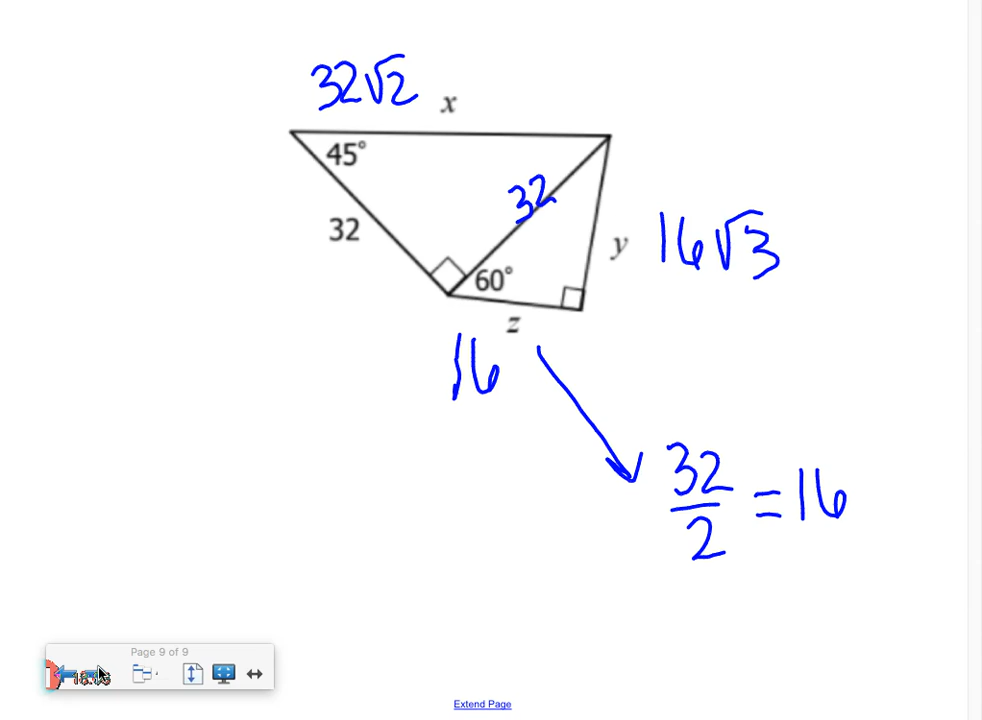 32√2
x
45°
32
32
y
16√3
60°
z
16
32/2 = 16
Page 9 of 9
Extend Page